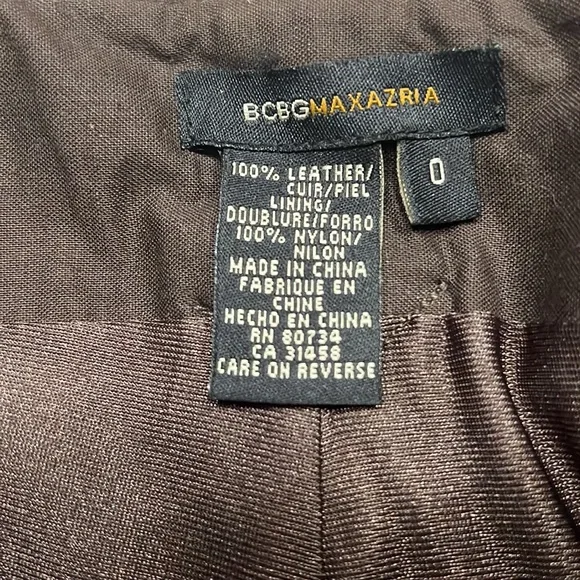 BCBGMAXAZRIA
0
100% LEATHER/
CUIR/PIEL
LINING/
DOUBLURE/FORRO
100% NYLON/
NILON
MADE IN CHINA
FABRIQUE EN
CHINE
HECHO EN CHINA
RN 80734
CA 31458
CARE ON REVERSE